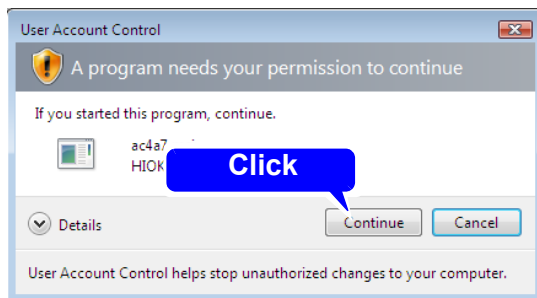 User Account Control
A program needs your permission to continue
If you started this program, continue.
ac4a7
HIOK
Click
Details
Continue
Cancel
User Account Control helps stop unauthorized changes to your computer.